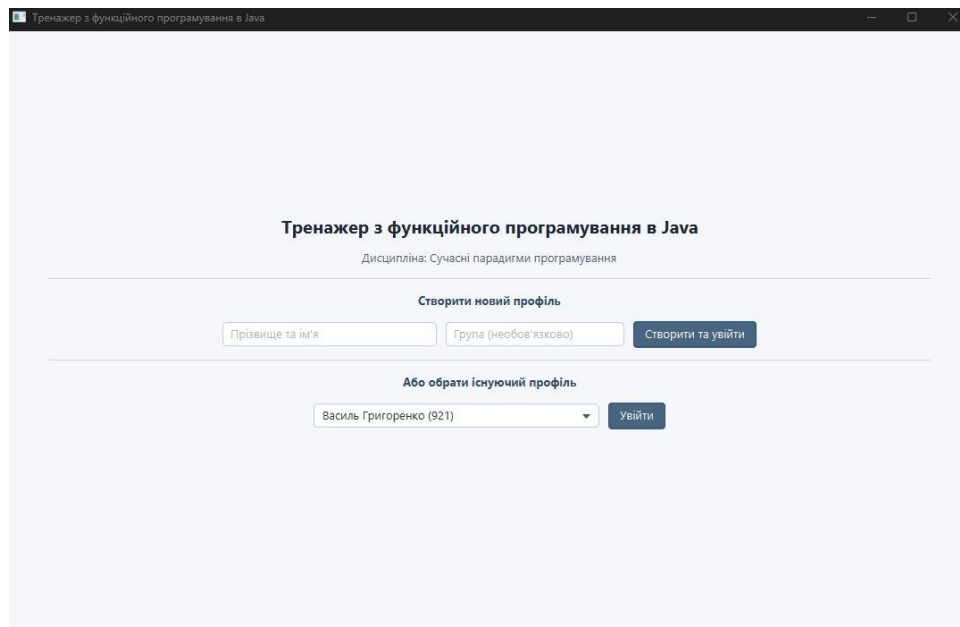 Тренажер з функційного програмування в Java
Тренажер з функційного програмування в Java
Дисципліна: Сучасні парадигми програмування
Створити новий профіль
Прізвище та ім'я Група (необов'язково) Створити та увійти
Або обрати існуючий профіль
Василь Григоренко (921) Увійти